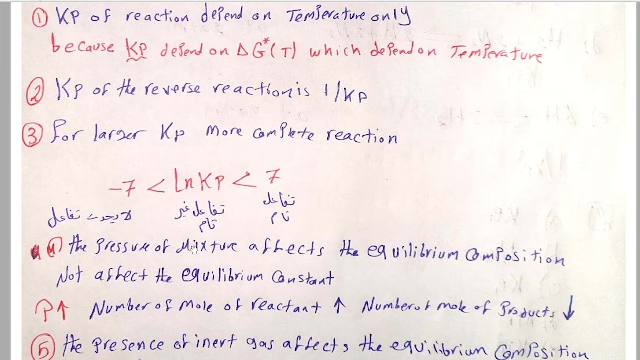 ① KP of reaction depend on Temperature only
because KP depend on ΔG*(T) which depend on Temperature
② KP of the reverse reaction is 1/KP
③ For larger KP more complete reaction
-7 < Ln KP < 7
لا يحدث تفاعل تفاعل غير تام تفاعل تام
④ the pressure of Mixture affects the equilibrium composition
Not affect the equilibrium constant
P↑ Number of mole of reactant ↑ Number of mole of Products ↓
⑤ the presence of inert gas affects the equilibrium composition